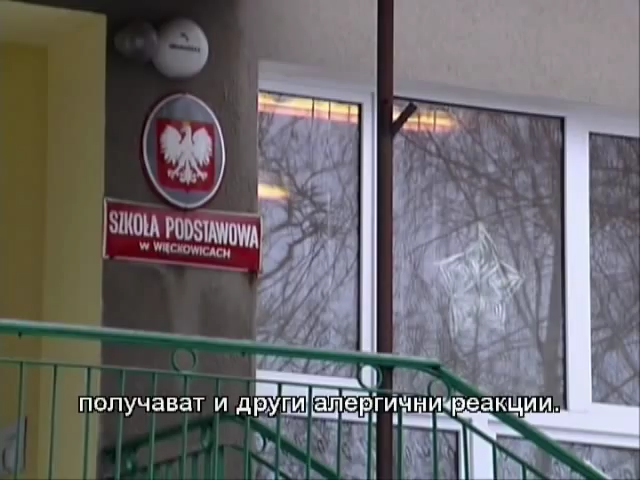 SZKOŁA PODSTAWOWA
w WIĘCKOWICACH
получават и други алергични реакции.